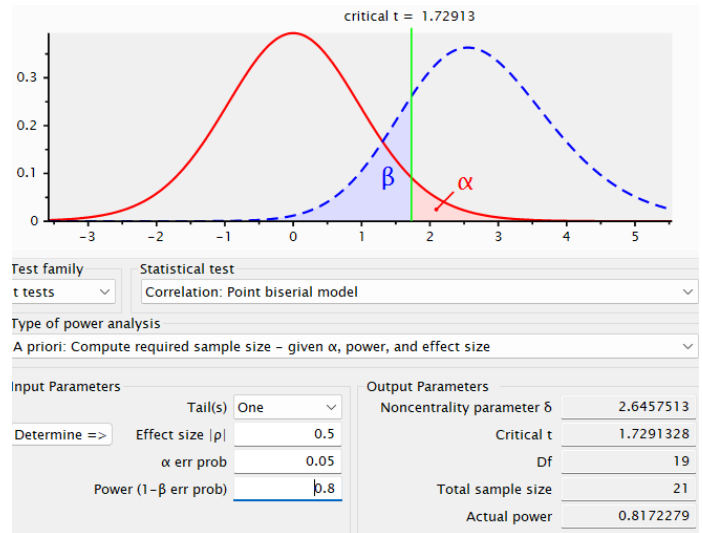 critical t = 1.72913
0.3
0.2
0.1
0
β
α
-3 -2 -1 0 1 2 3 4 5
Test family
Statistical test
t tests
Correlation: Point biserial model
Type of power analysis
A priori: Compute required sample size - given α, power, and effect size
Input Parameters
Output Parameters
Tail(s) One
Noncentrality parameter δ 2.6457513
Determine => Effect size |ρ| 0.5
Critical t 1.7291328
α err prob 0.05
Df 19
Power (1-β err prob) 0.8
Total sample size 21
Actual power 0.8172279